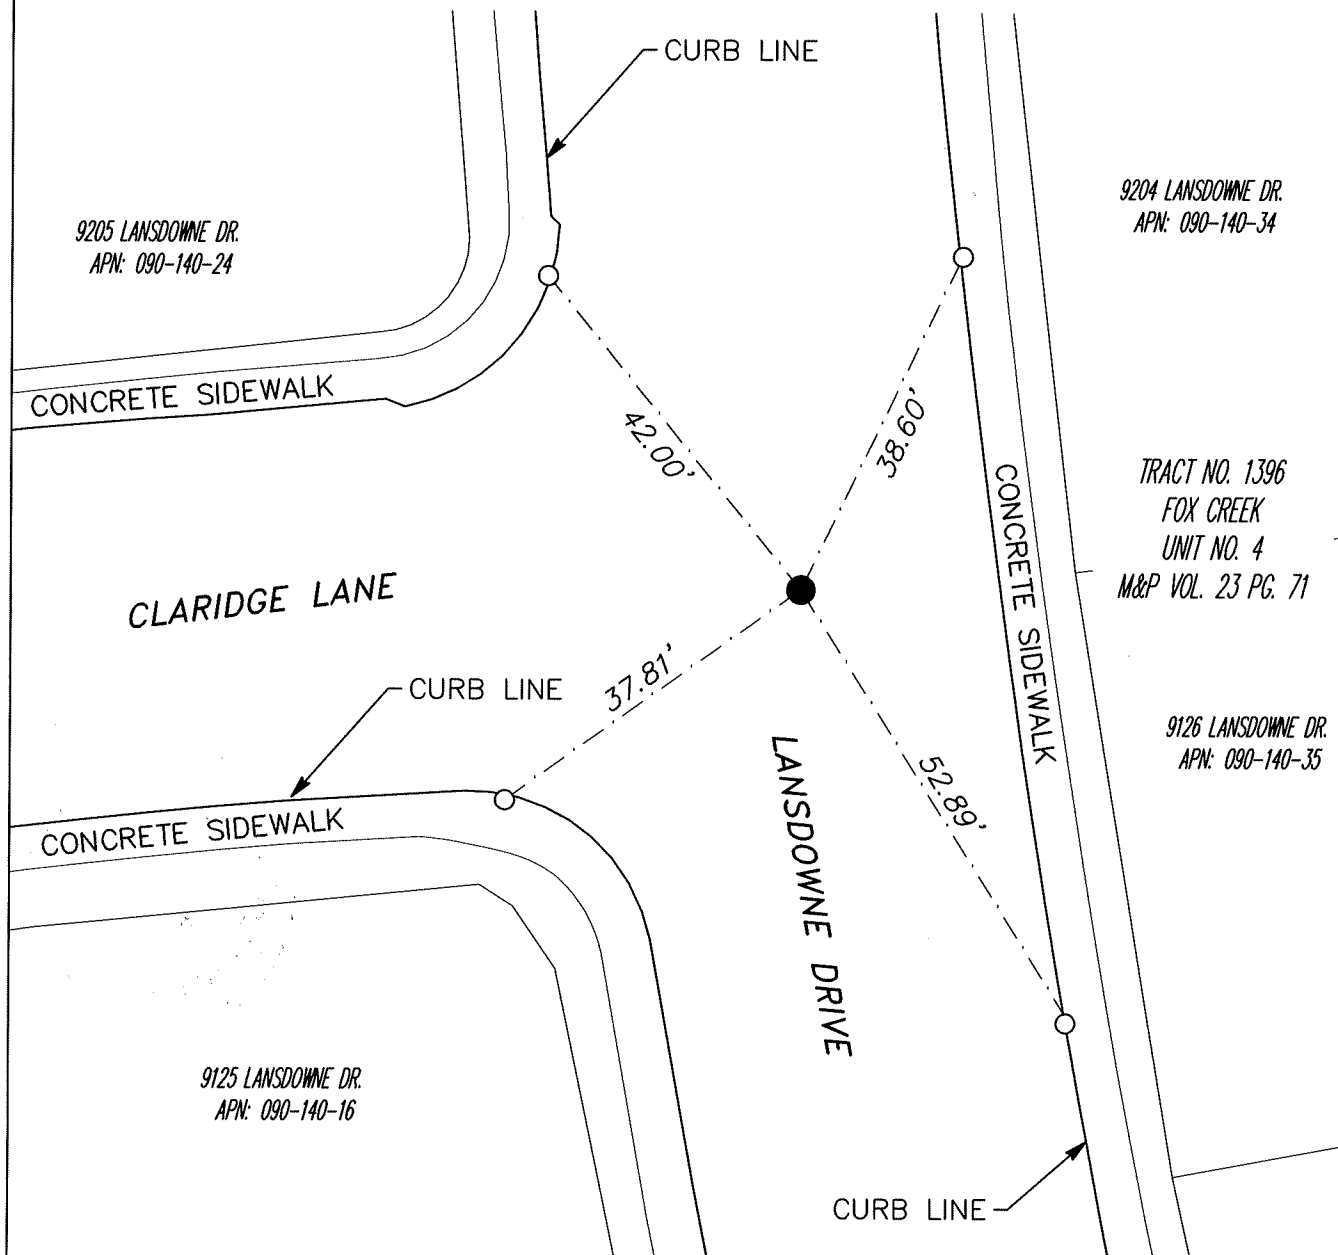 CURB LINE
9204 LANSDOWNE DR.
APN: 090-140-34
9205 LANSDOWNE DR.
APN: 090-140-24
CONCRETE SIDEWALK
42.00'
38.60'
TRACT NO. 1396
FOX CREEK
UNIT NO. 4
M&P VOL. 23 PG. 71
CONCRETE SIDEWALK
CLARIDGE LANE
37.81'
CURB LINE
9126 LANSDOWNE DR.
APN: 090-140-35
52.89'
LANSDOWNE DRIVE
CONCRETE SIDEWALK
9125 LANSDOWNE DR.
APN: 090-140-16
CURB LINE